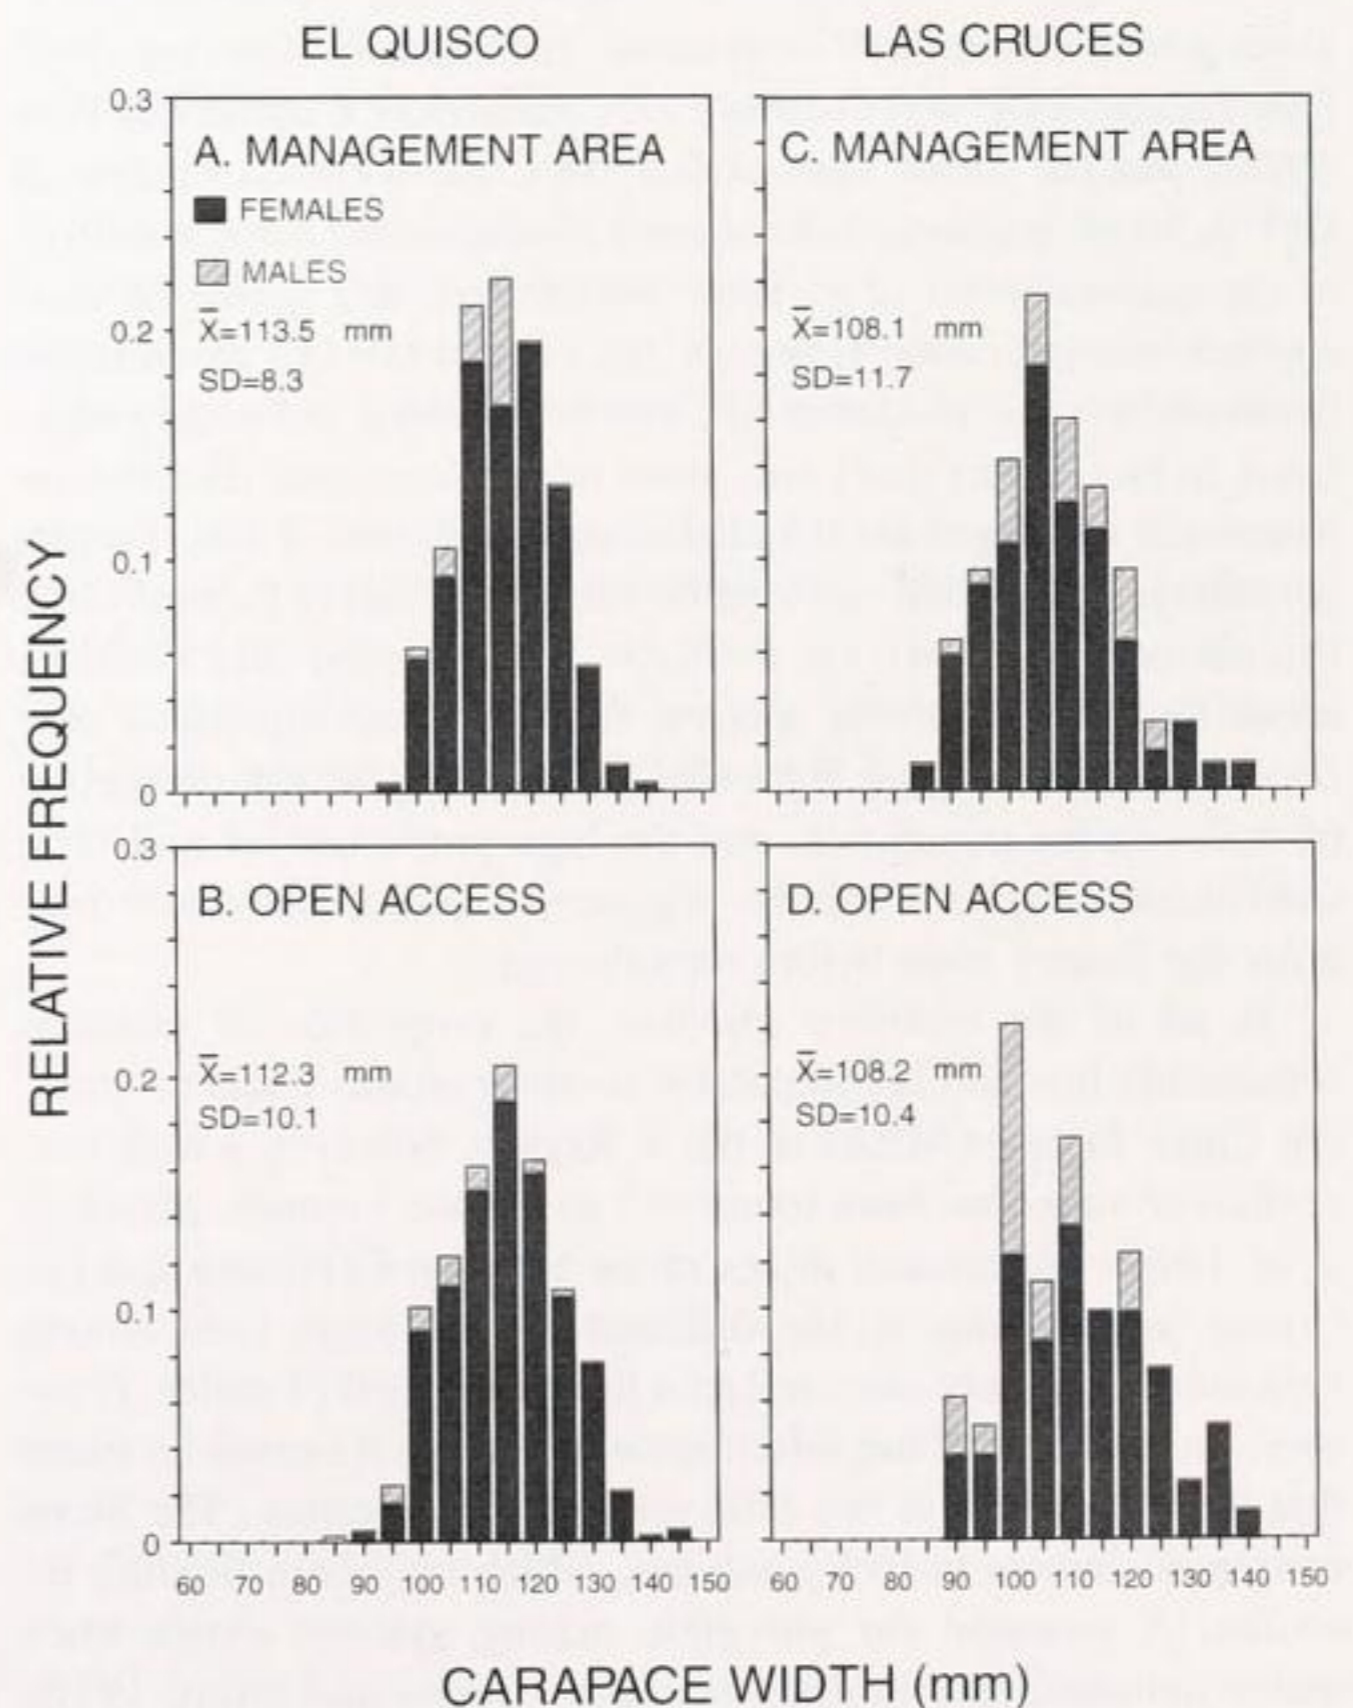 EL QUISCO
LAS CRUCES
0.3
A. MANAGEMENT AREA
FEMALES
MALES
X̅=113.5 mm
SD=8.3
0.2
0.1
0
C. MANAGEMENT AREA
X̅=108.1 mm
SD=11.7
RELATIVE FREQUENCY
0.3
B. OPEN ACCESS
X̅=112.3 mm
SD=10.1
0.2
0.1
0
60 70 80 90 100 110 120 130 140 150
D. OPEN ACCESS
X̅=108.2 mm
SD=10.4
60 70 80 90 100 110 120 130 140 150
CARAPACE WIDTH (mm)